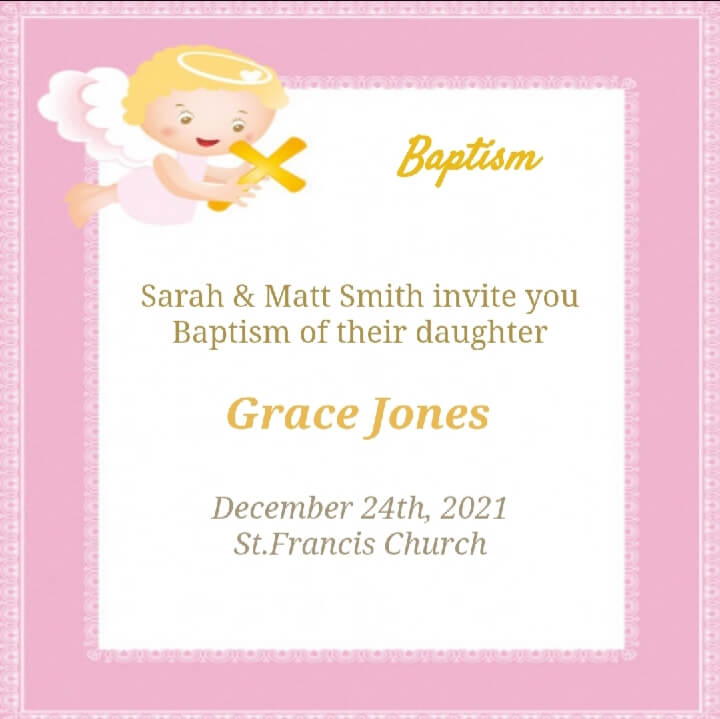 Baptism
Sarah & Matt Smith invite you
Baptism of their daughter
Grace Jones
December 24th, 2021
St.Francis Church